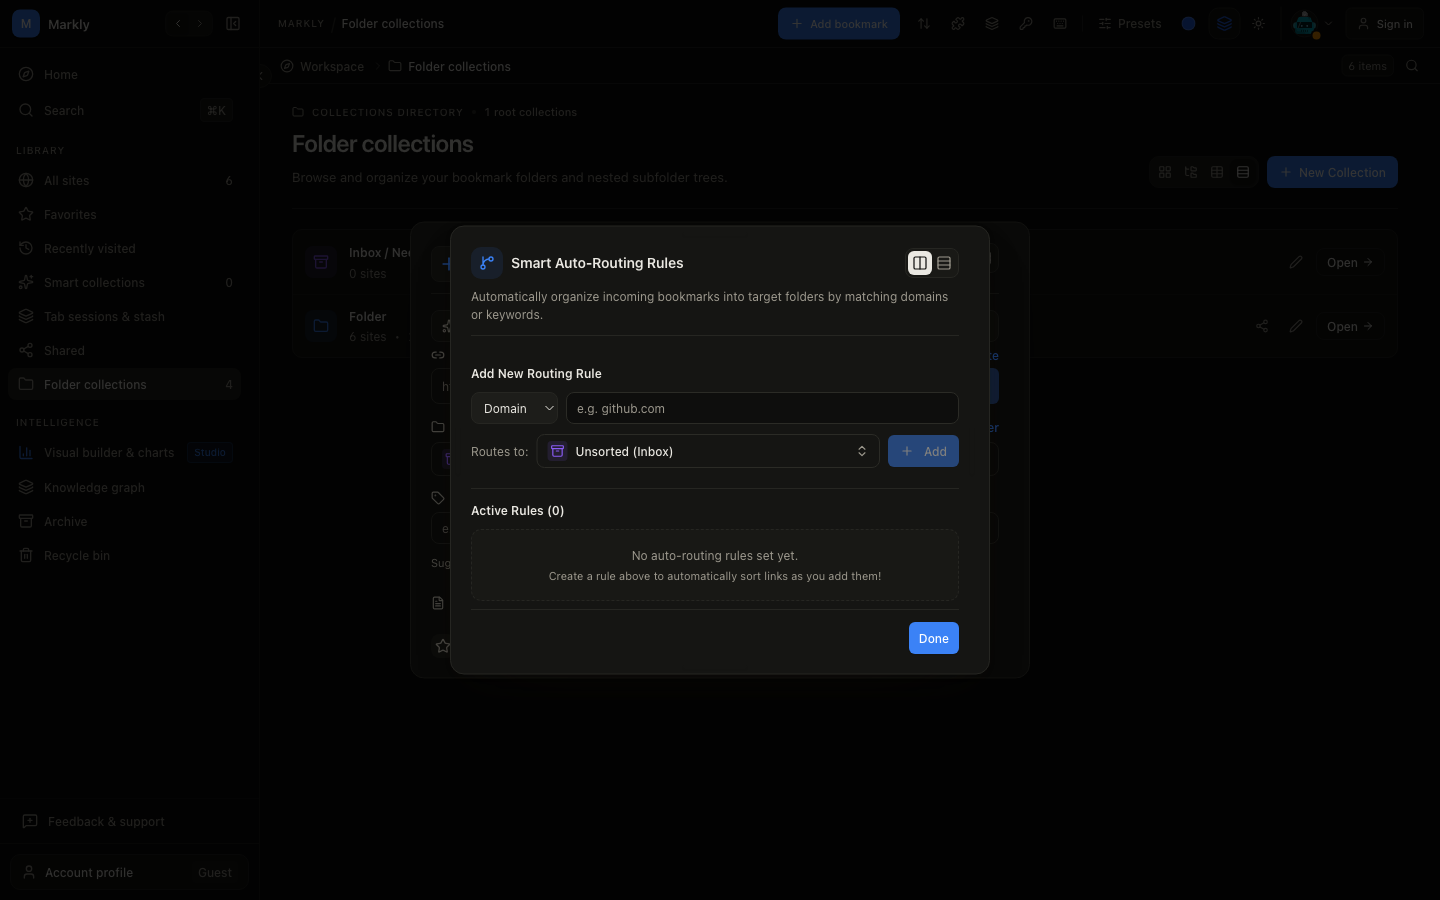 M Markly
MARKLY / Folder collections
+ Add bookmark
Presets
Sign in
Home
Search ⌘K
LIBRARY
All sites 6
Favorites
Recently visited
Smart collections 0
Tab sessions & stash
Shared
Folder collections 4
INTELLIGENCE
Visual builder & charts Studio
Knowledge graph
Archive
Recycle bin
Feedback & support
Account profile Guest
Workspace / Folder collections
6 items
COLLECTIONS DIRECTORY • 1 root collections
Folder collections
Browse and organize your bookmark folders and nested subfolder trees.
+ New Collection
Inbox /
0 sites
Open →
Folder
6 sites •
Open →
Smart Auto-Routing Rules
Automatically organize incoming bookmarks into target folders by matching domains
or keywords.
Add New Routing Rule
Domain
e.g. github.com
Routes to: Unsorted (Inbox)
+ Add
Active Rules (0)
No auto-routing rules set yet.
Create a rule above to automatically sort links as you add them!
Done